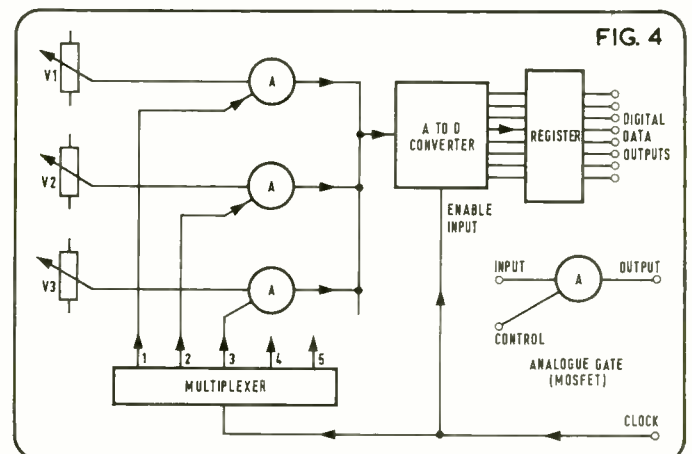 FIG. 4
V1
A
V2
A
V3
A
A TO D
CONVERTER
REGISTER
DIGITAL
DATA
OUTPUTS
ENABLE
INPUT
INPUT
A
OUTPUT
CONTROL
ANALOGUE GATE
(MOSFET)
1
2
3
4
5
MULTIPLEXER
CLOCK